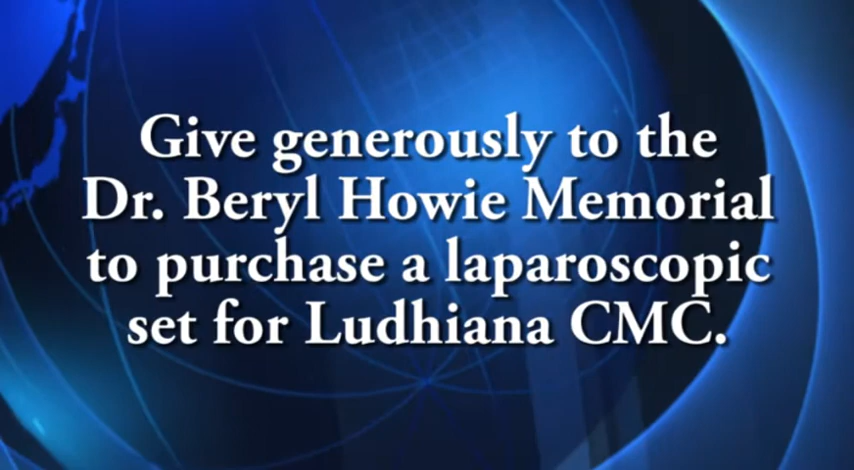 Give generously to the
Dr. Beryl Howie Memorial
to purchase a laparoscopic
set for Ludhiana CMC.